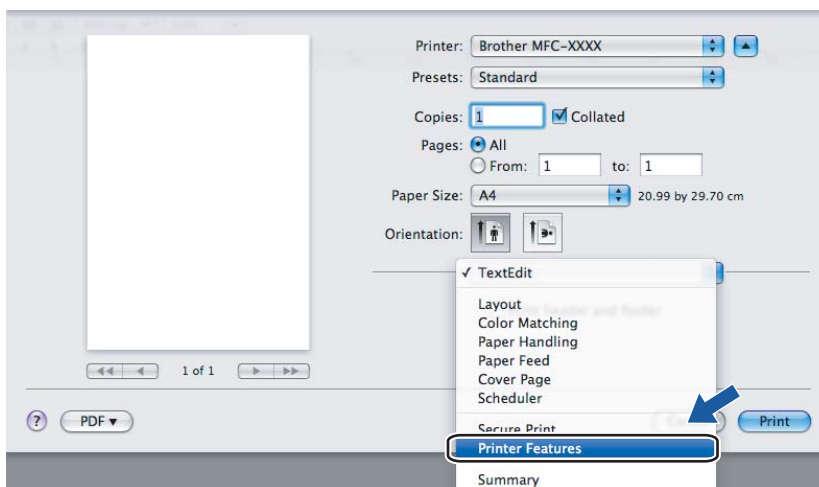 Printer: Brother MFC-XXXX
Presets: Standard
Copies: 1 Collated
Pages: All
From: 1 to: 1
Paper Size: A4 20.99 by 29.70 cm
Orientation:
✓ TextEdit
Layout
Color Matching
Paper Handling
Paper Feed
Cover Page
Scheduler
1 of 1
? PDF▼ Print
Secure Print
Printer Features
Summary